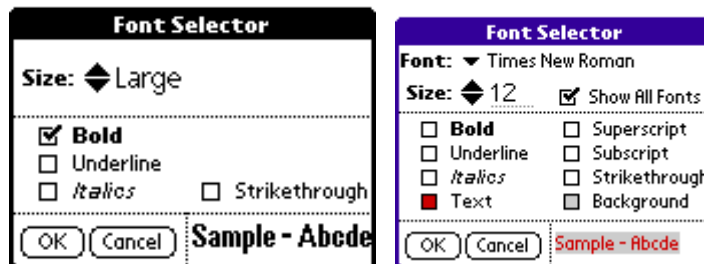 Font Selector
Size: Large
Bold
Underline
Italics Strikethrough
OK Cancel Sample - Abcde
Font Selector
Font: Times New Roman
Size: 12 Show All Fonts
Bold Superscript
Underline Subscript
Italics Strikethrough
Text Background
OK Cancel Sample - Abcde